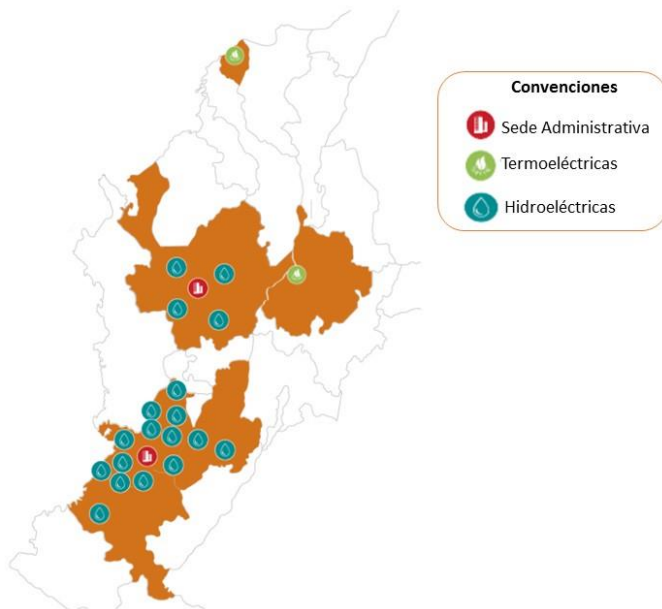 Convenciones
Sede Administrativa
Termoeléctricas
Hidroeléctricas